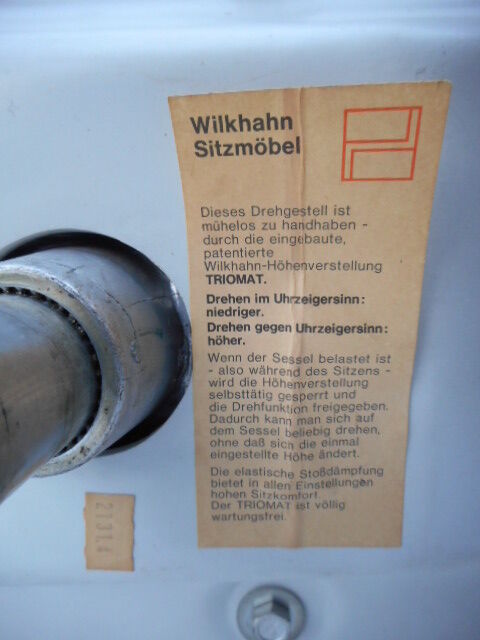 Wilkhahn
Sitzmöbel
Dieses Drehgestell ist
mühelos zu handhaben -
durch die eingebaute,
patentierte
Wilkhahn-Höhenverstellung
TRIOMAT.
Drehen im Uhrzeigersinn:
niedriger.
Drehen gegen Uhrzeigersinn:
höher.
Wenn der Sessel belastet ist
- also während des Sitzens -
wird die Höhenverstellung
selbsttätig gesperrt und
die Drehfunktion freigegeben.
Dadurch kann man sich auf
dem Sessel beliebig drehen,
ohne daß sich die einmal
eingestellte Höhe ändert.
Die elastische Stoßdämpfung
bietet in allen Einstellungen
hohen Sitzkomfort.
Der TRIOMAT ist völlig
wartungsfrei.